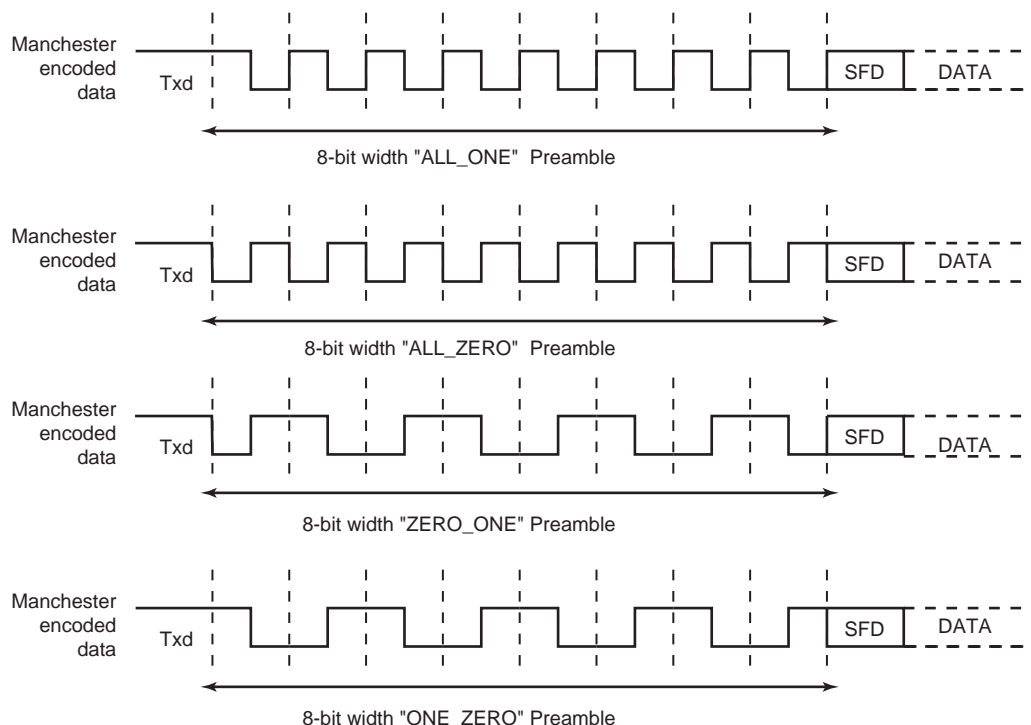 Manchester
encoded
data
Txd
SFD
DATA
8-bit width "ALL_ONE" Preamble
Manchester
encoded
data
Txd
SFD
DATA
8-bit width "ALL_ZERO" Preamble
Manchester
encoded
data
Txd
SFD
DATA
8-bit width "ZERO_ONE" Preamble
Manchester
encoded
data
Txd
SFD
DATA
8-bit width "ONE_ZERO" Preamble